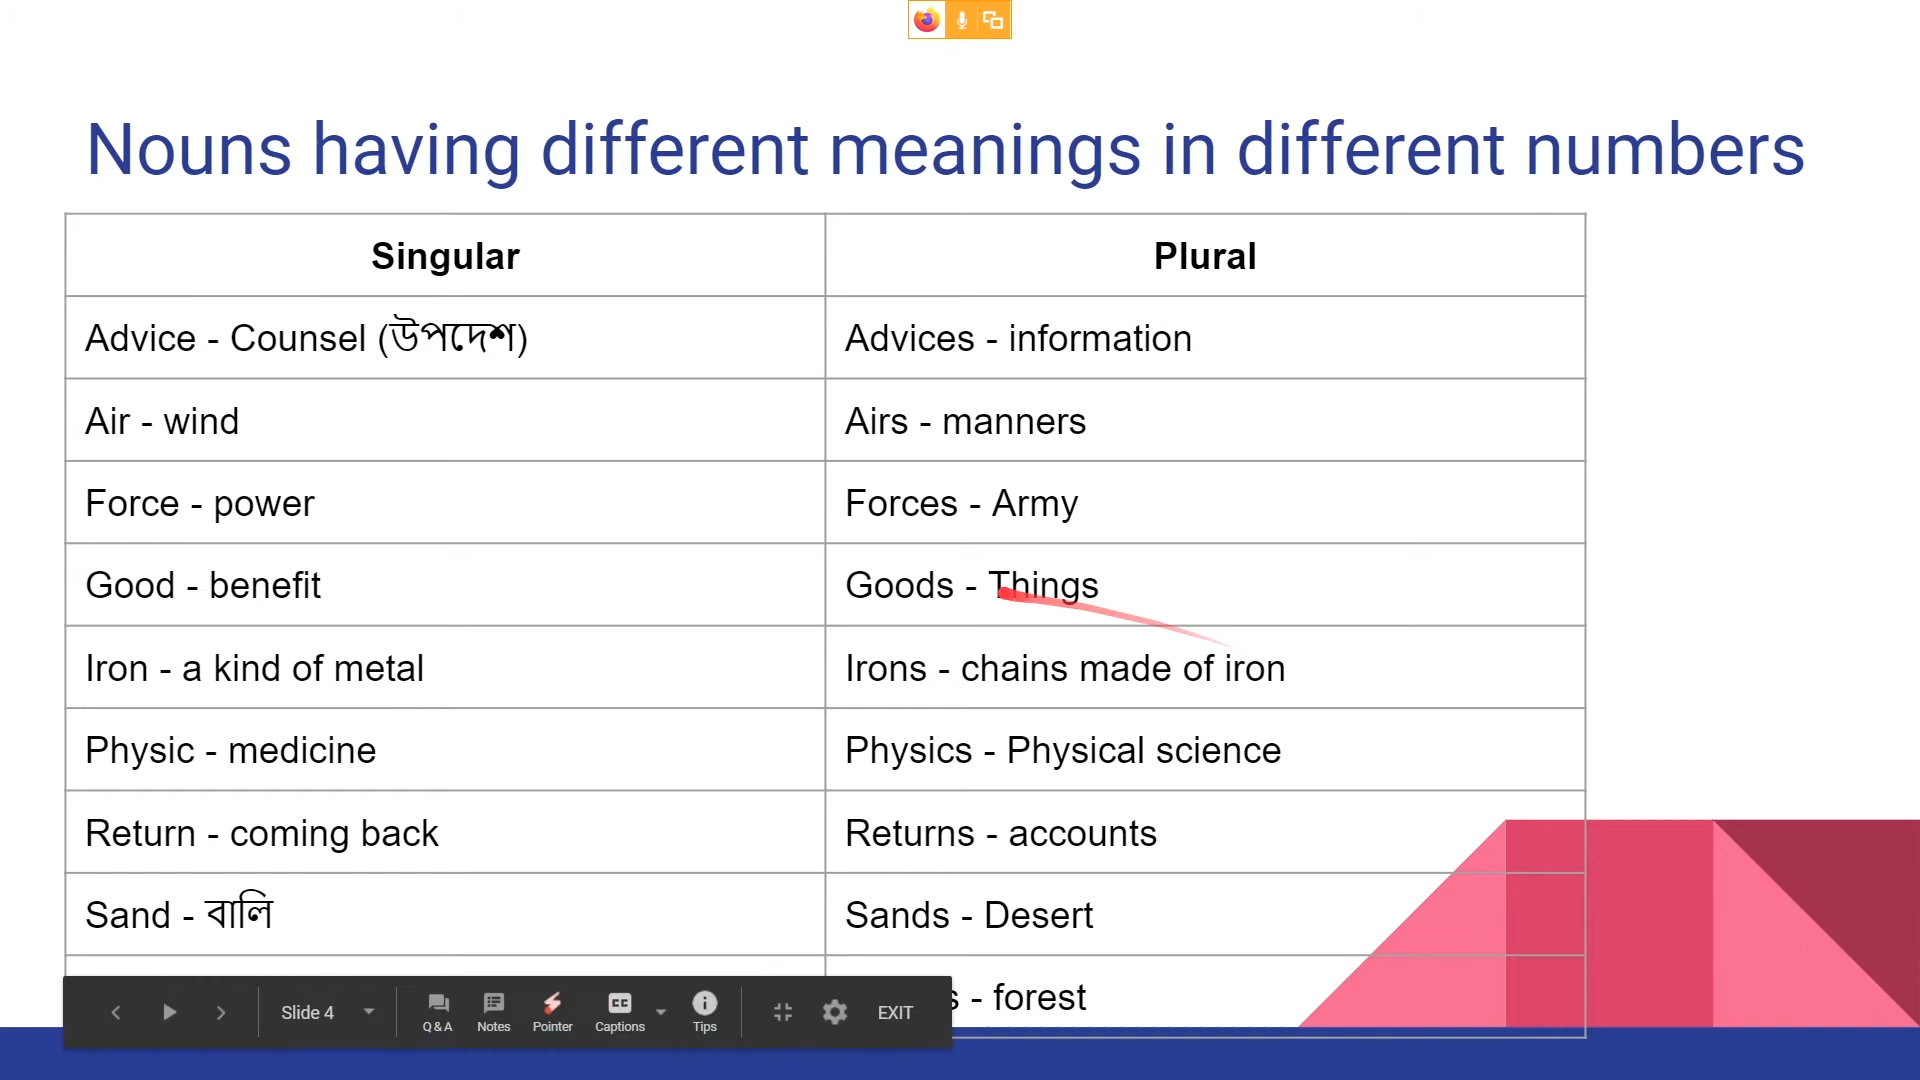 Nouns having different meanings in different numbers
Singular Plural
Advice - Counsel (উপদেশ) Advices - information
Air - wind Airs - manners
Force - power Forces - Army
Good - benefit Goods - Things
Iron - a kind of metal Irons - chains made of iron
Physic - medicine Physics - Physical science
Return - coming back Returns - accounts
Sand - বালি Sands - Desert
- forest
Slide 4 Q&A Notes Pointer CC Captions Tips EXIT